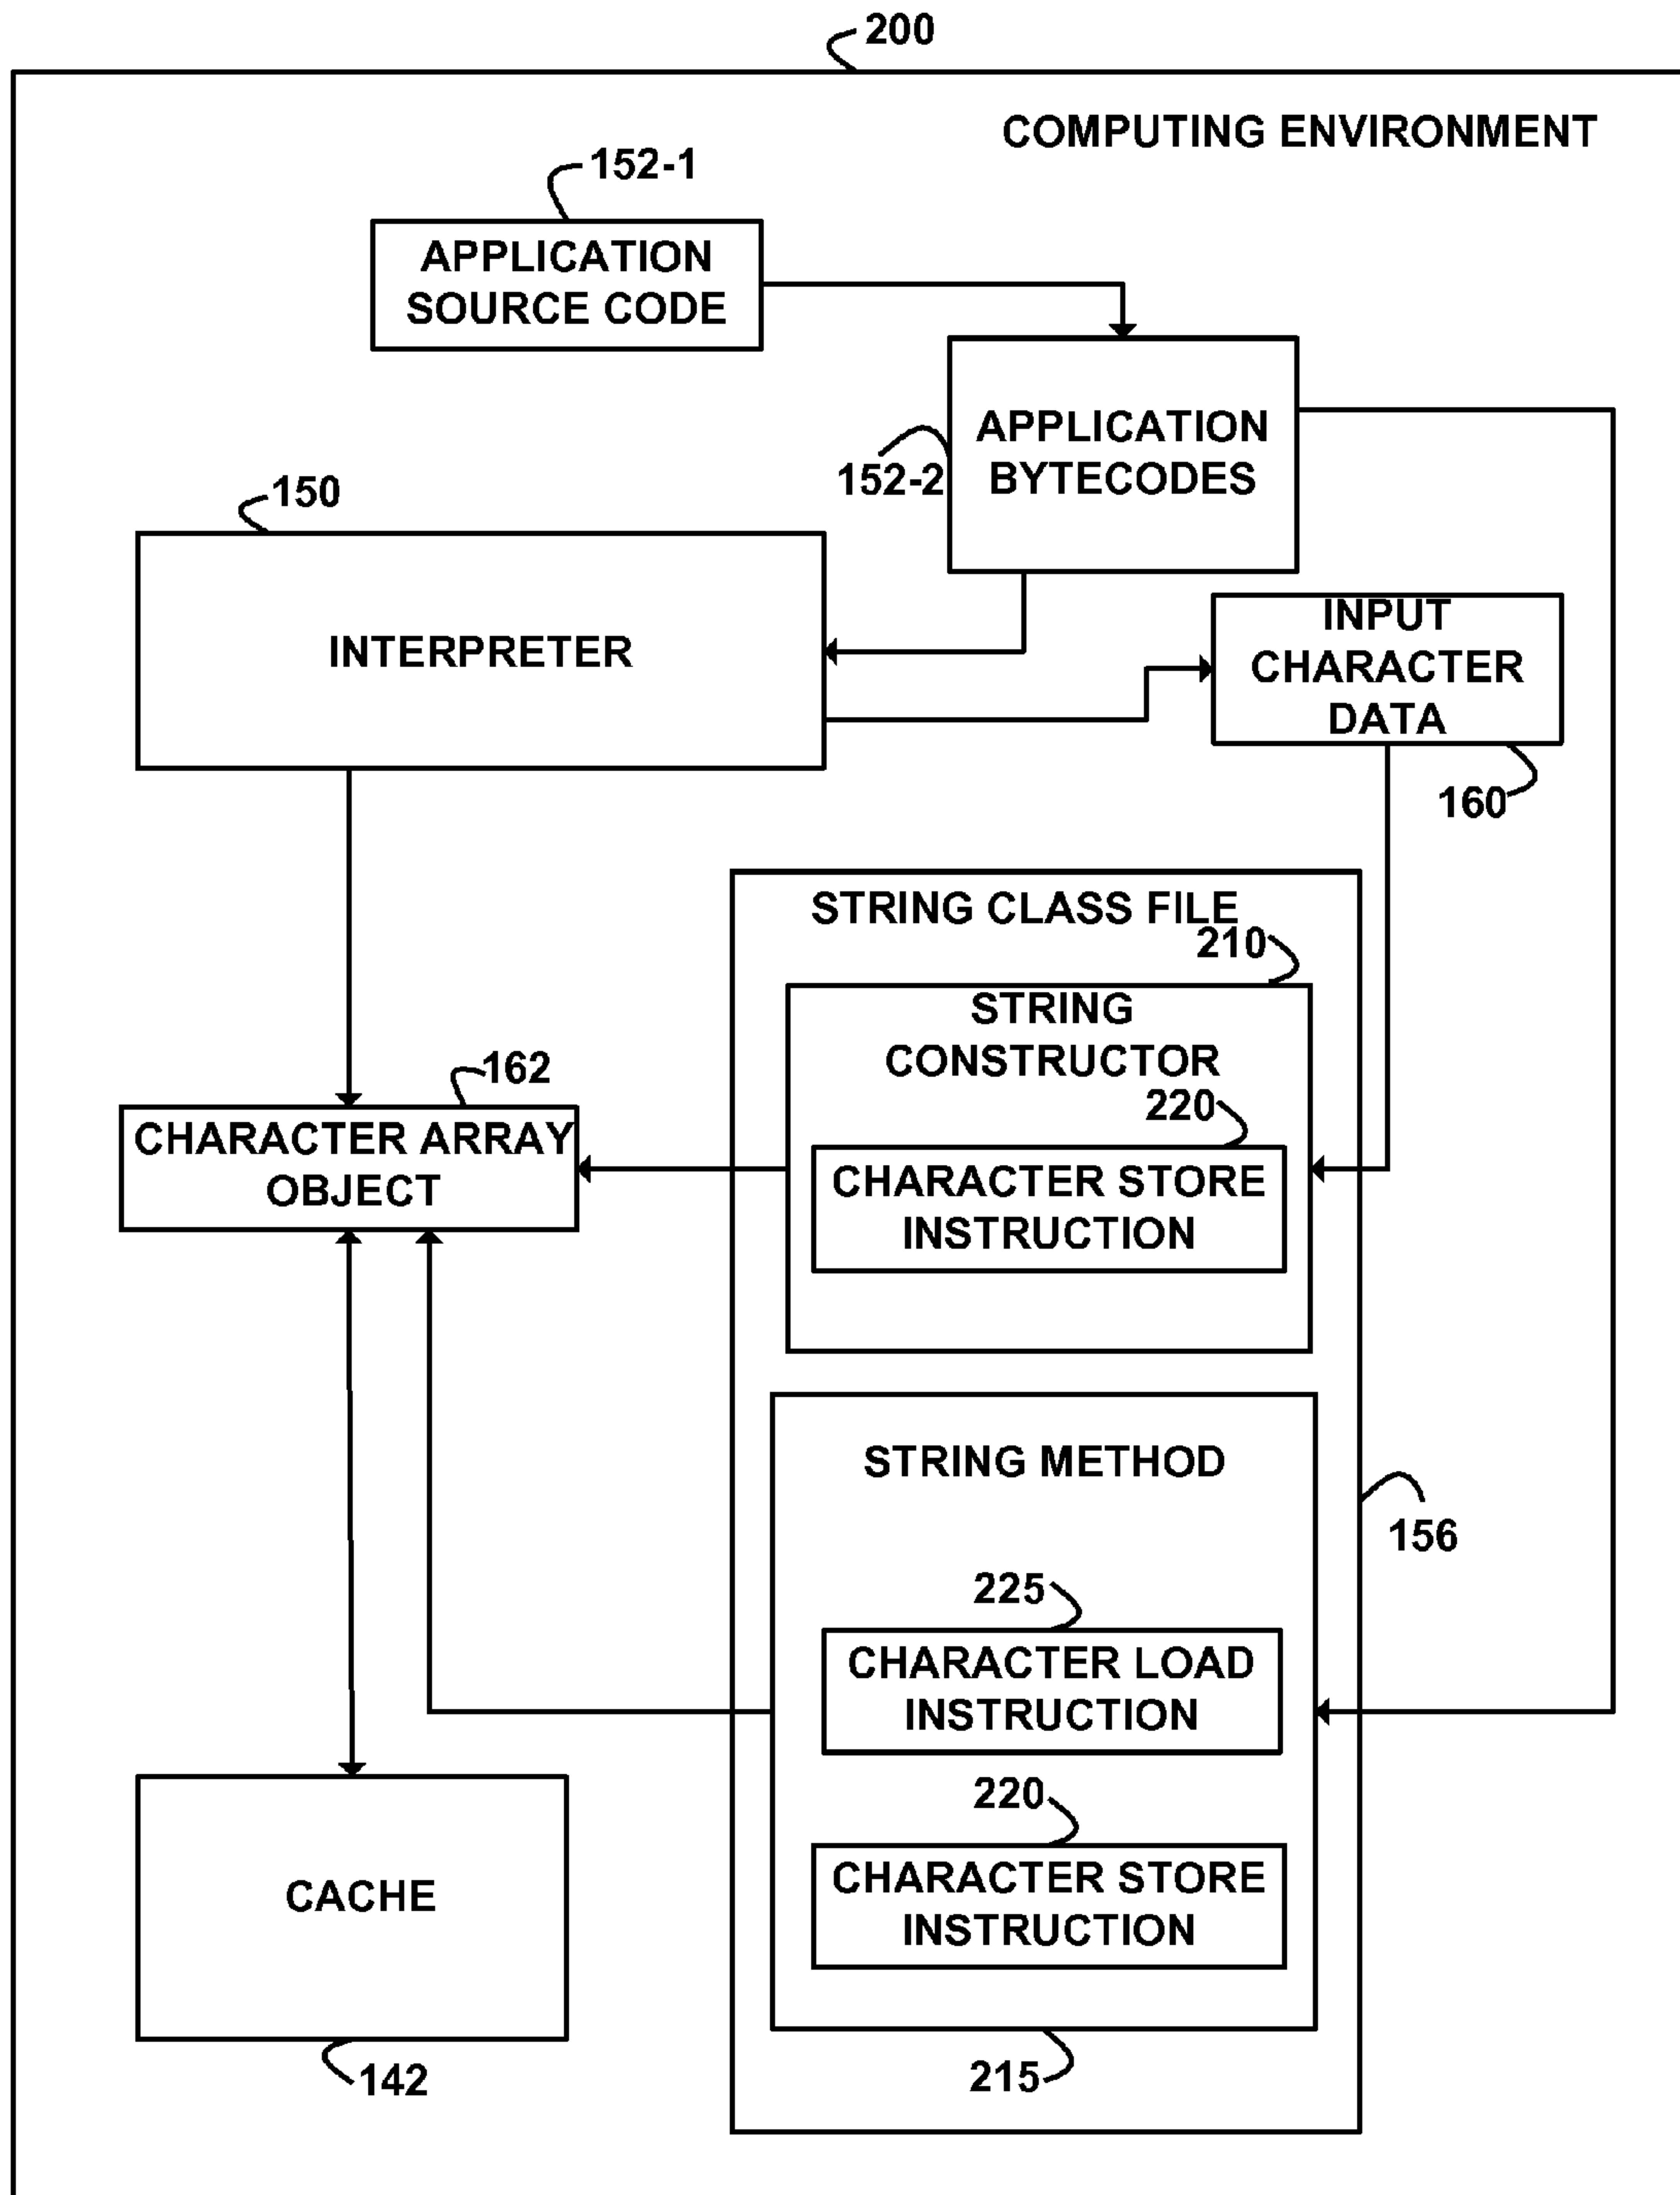 200
COMPUTING ENVIRONMENT
152-1
APPLICATION
SOURCE CODE
APPLICATION
BYTECODES
152-2
150
INTERPRETER
INPUT
CHARACTER
DATA
160
STRING CLASS FILE
210
STRING
CONSTRUCTOR
220
CHARACTER STORE
INSTRUCTION
162
CHARACTER ARRAY
OBJECT
STRING METHOD
156
225
CHARACTER LOAD
INSTRUCTION
220
CHARACTER STORE
INSTRUCTION
215
CACHE
142